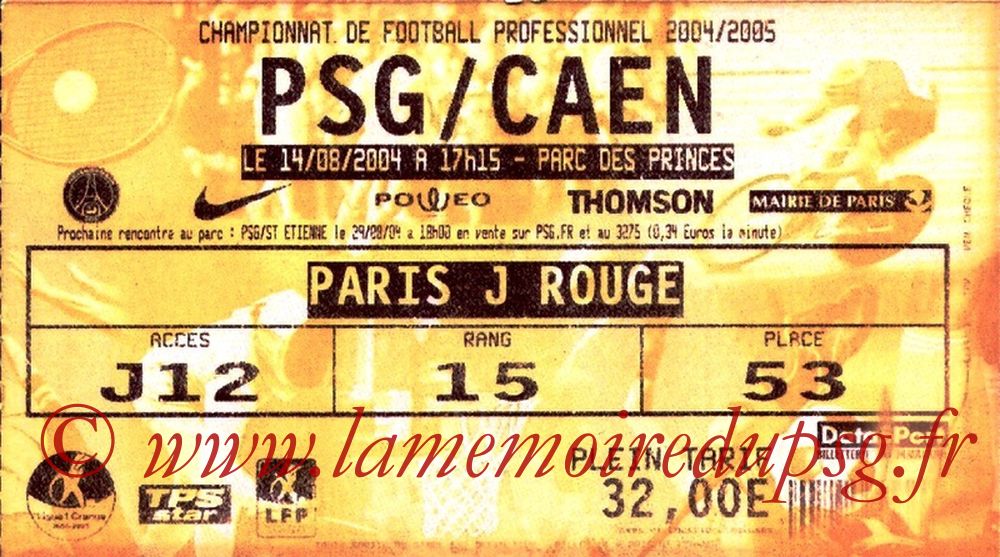 CHAMPIONNAT DE FOOTBALL PROFESSIONNEL 2004/2005
PSG/CAEN
LE 14/08/2004 A 17h15 - PARC DES PRINCES
POWEO
THOMSON
MAIRIE DE PARIS
Prochaine rencontre au parc : PSG/ST ETIENNE le 29/08/04 a 18h00 en vente sur PSG.FR et au 3275 (0,34 Euros la minute)
PARIS J ROUGE
ACCES RANG PLACE
J12 15 53
© www.lamemoiredupsg.fr
PLEIN TARIF
32,00E
TPS
star
LFP